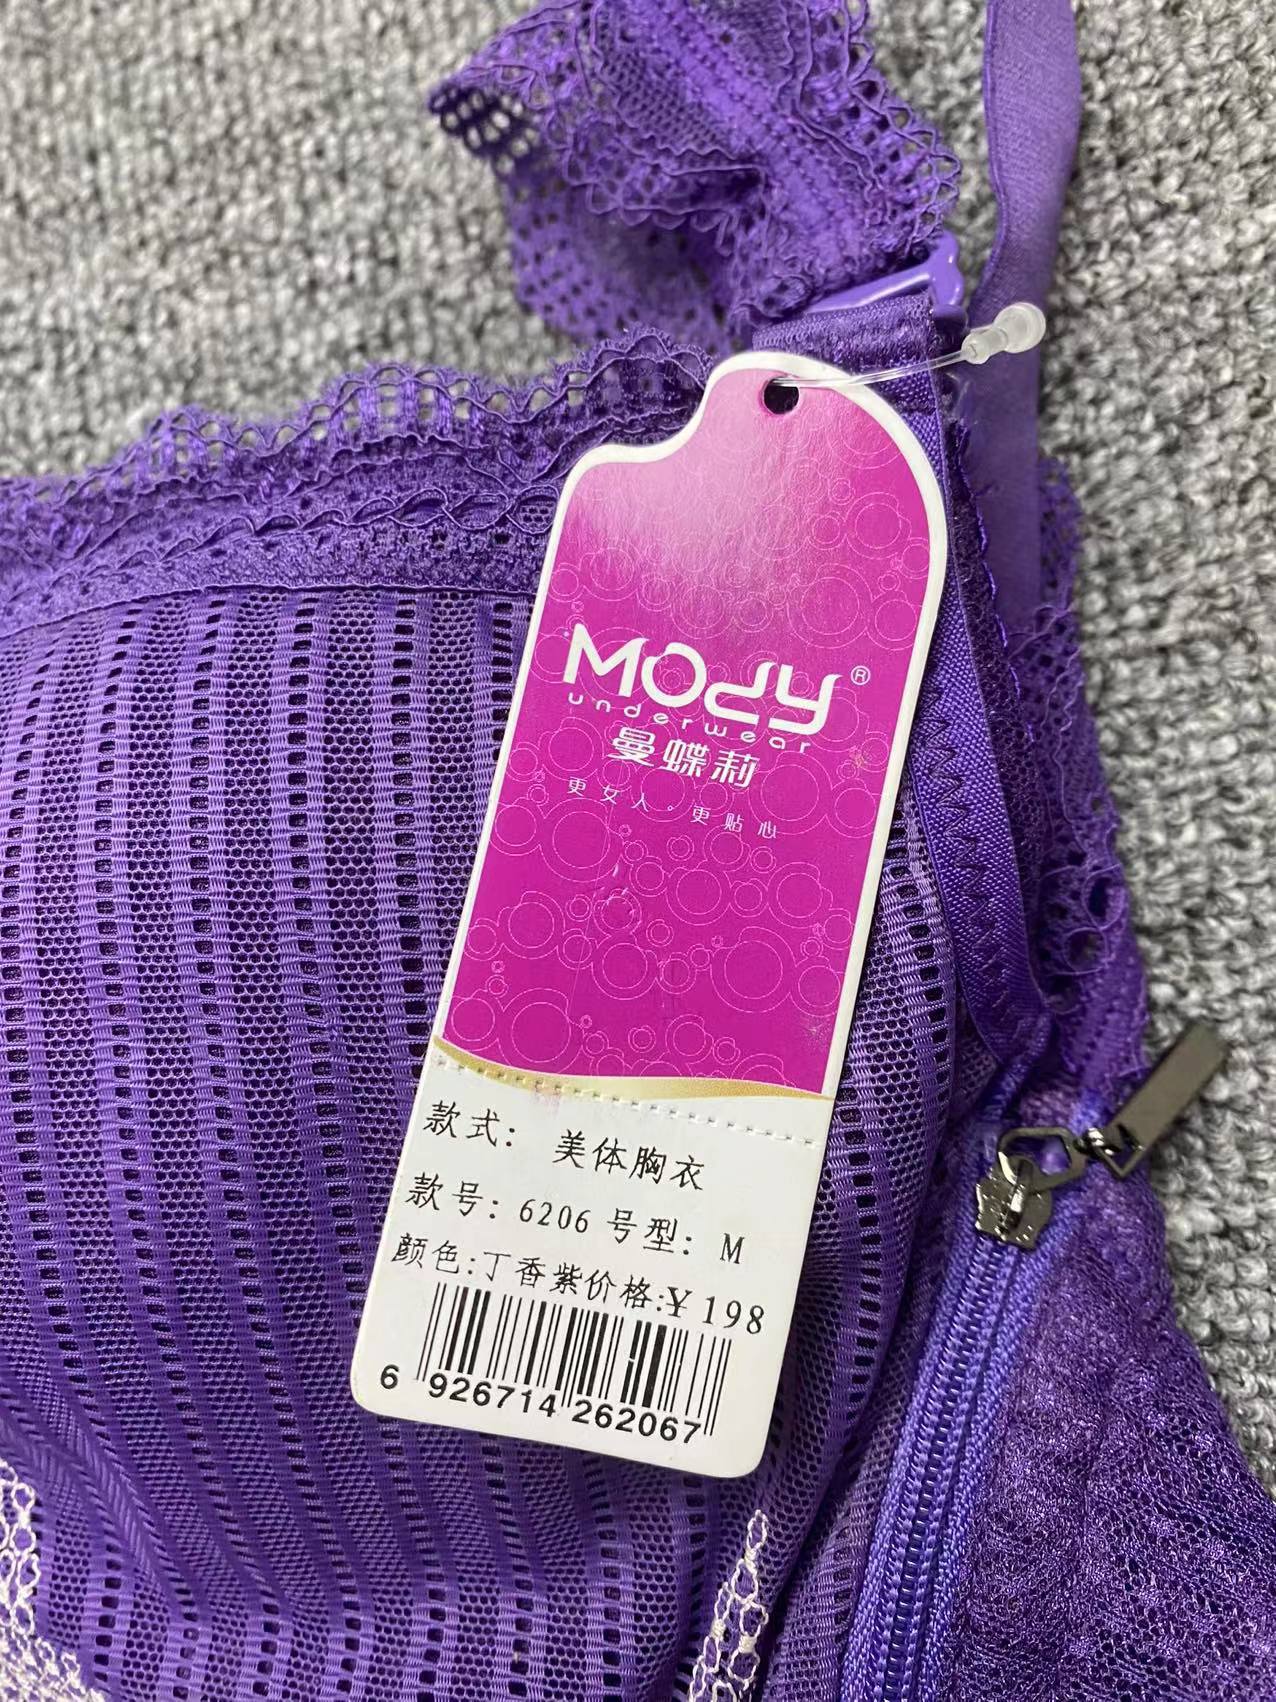 MODY®
underwear
曼蝶莉
更女人·更贴心
款式: 美体胸衣
款号: 6206 号型: M
颜色:丁香紫价格:¥198
6 926714 262067